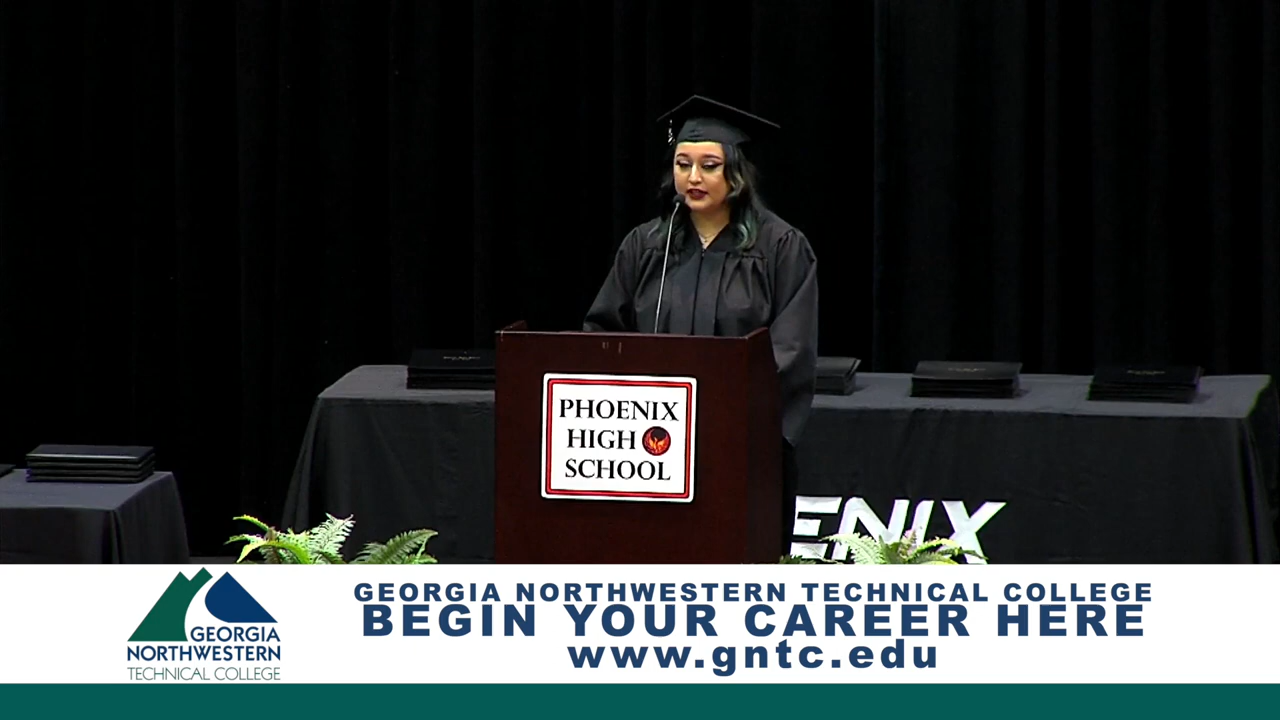 PHOENIX
HIGH
SCHOOL
ENIX
GEORGIA
NORTHWESTERN
TECHNICAL COLLEGE
GEORGIA NORTHWESTERN TECHNICAL COLLEGE
BEGIN YOUR CAREER HERE
www.gntc.edu